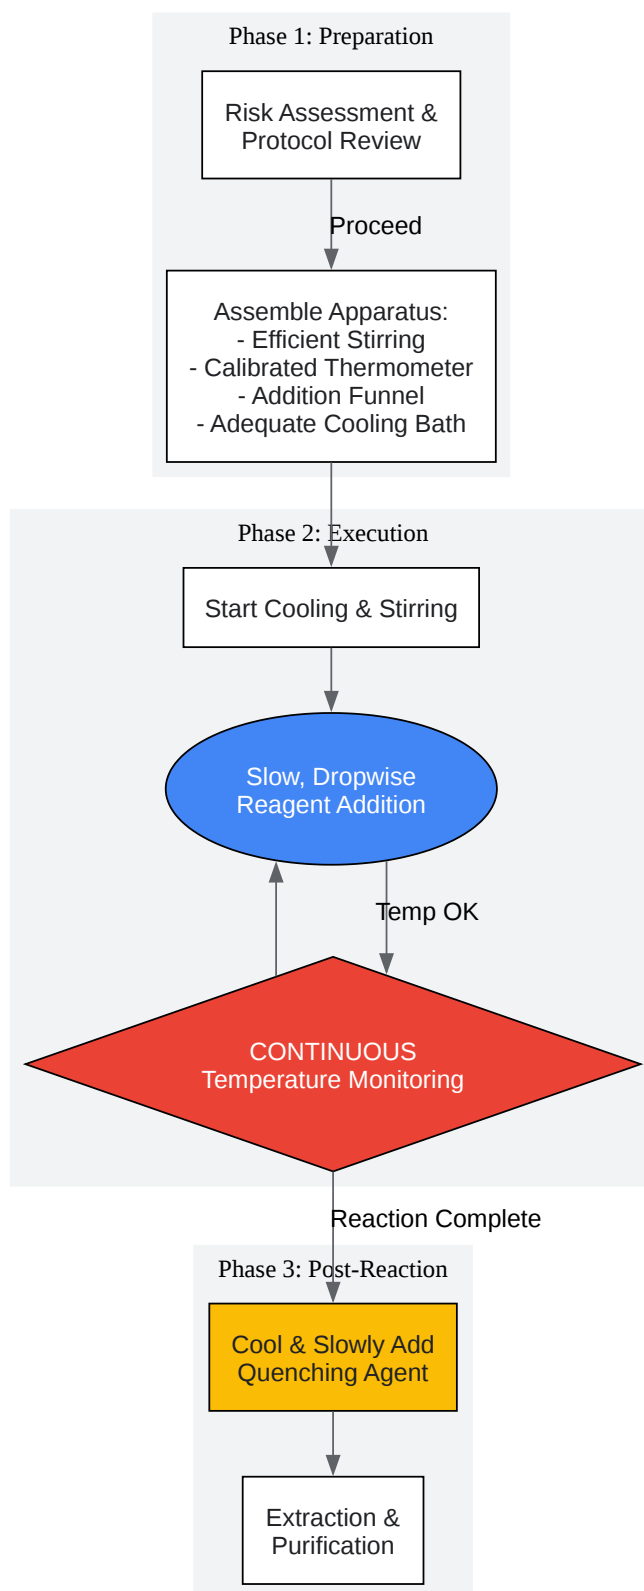 Phase 1: Preparation
Risk Assessment &
Protocol Review
Proceed
Assemble Apparatus:
- Efficient Stirring
- Calibrated Thermometer
- Addition Funnel
- Adequate Cooling Bath
Phase 2: Execution
Start Cooling & Stirring
Slow, Dropwise
Reagent Addition
Temp OK
CONTINUOUS
Temperature Monitoring
Reaction Complete
Phase 3: Post-Reaction
Cool & Slowly Add
Quenching Agent
Extraction &
Purification